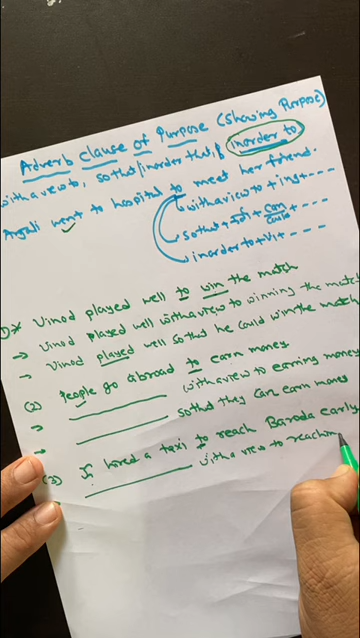 Adverb clause of Purpose (Showing Purpose)
with a view to, so that/inorder that, & inorder to
Anjali went to hospital to meet her friend.
with a view to + ing + ----
so that + + can/could + ----
inorder to + V1 + ----
(1)* Vinod played well to win the match
→ Vinod played well with a view to winning the match
→ Vinod played well so that he could win the match
(2) People go abroad to earn money
→ __________ with a view to earning money
→ __________ so that they can earn money
(3) I hired a taxi to reach Baroda early
__________ with a view to reachin